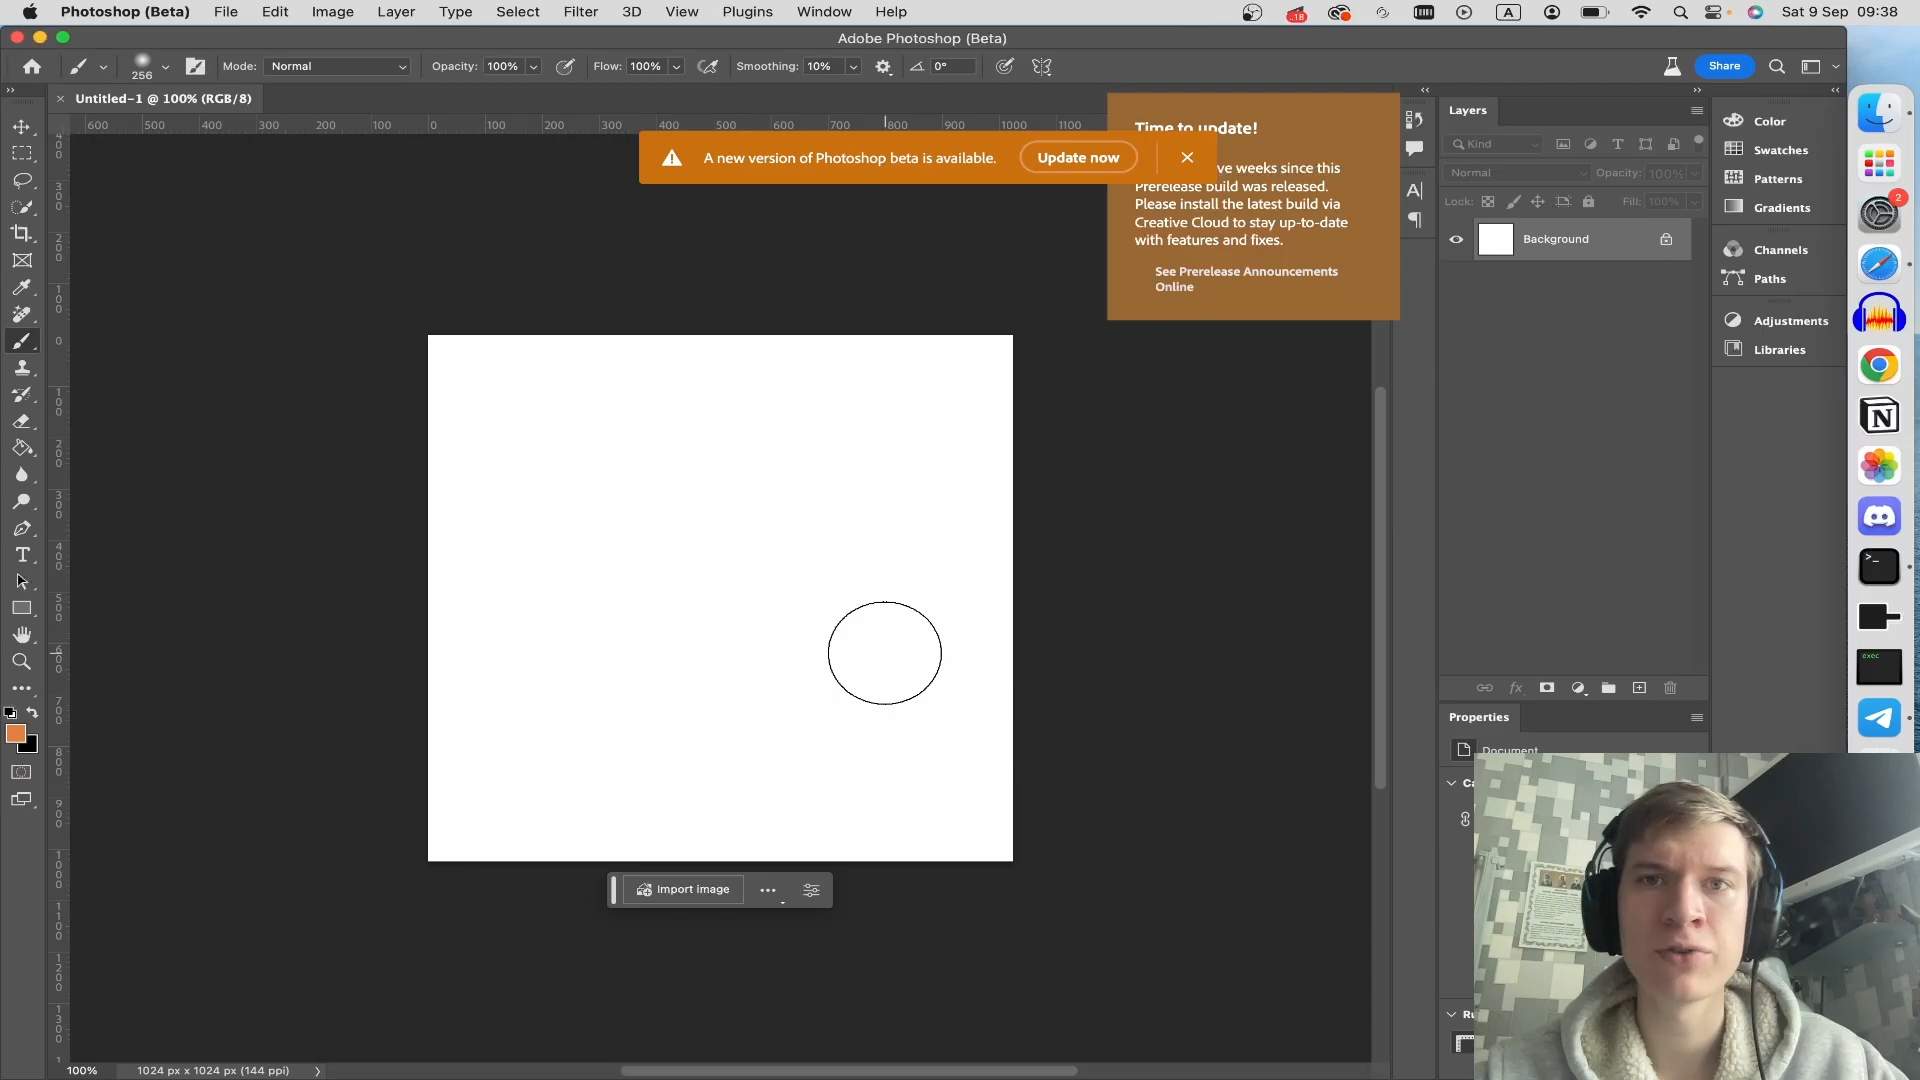 Photoshop (Beta) File Edit Image Layer Type Select Filter 3D View Plugins Window Help
18 A Sat 9 Sep 09:38
Adobe Photoshop (Beta)
256 Mode: Normal Opacity: 100% Flow: 100% Smoothing: 10% 0° Share
Untitled-1 @ 100% (RGB/8)
600 500 400 300 200 100 0 100 200 300 400 500 600 700 800 900 1000 1100
Time to update!
A new version of Photoshop beta is available. Update now
ve weeks since this
Prerelease build was released.
Please install the latest build via
Creative Cloud to stay up-to-date
with features and fixes.
See Prerelease Announcements
Online
Layers
Kind
Normal Opacity: 100%
Lock: Fill: 100%
Background
Color
Swatches
Patterns
Gradients
Channels
Paths
Adjustments
Libraries
2
exec
Import image
Properties
Document
Ca
Ru
100% 1024 px x 1024 px (144 ppi)